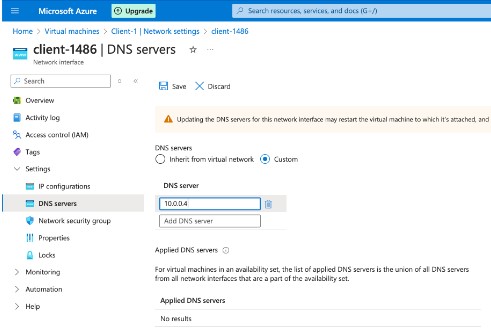 Microsoft Azure
Upgrade
Search resources, services, and docs (G+/)
Home > Virtual machines > Client-1 | Network settings > client-1486
client-1486 | DNS servers
Network interface
Search
Overview
Activity log
Access control (IAM)
Tags
Settings
IP configurations
DNS servers
Network security group
Properties
Locks
Monitoring
Automation
Help
Save Discard
Updating the DNS servers for this network interface may restart the virtual machine to which it's attached, and
DNS servers
Inherit from virtual network Custom
DNS server
10.0.0.4
Add DNS server
Applied DNS servers
For virtual machines in an availability set, the list of applied DNS servers is the union of all DNS servers
from all network interfaces that are a part of the availability set.
Applied DNS servers
No results